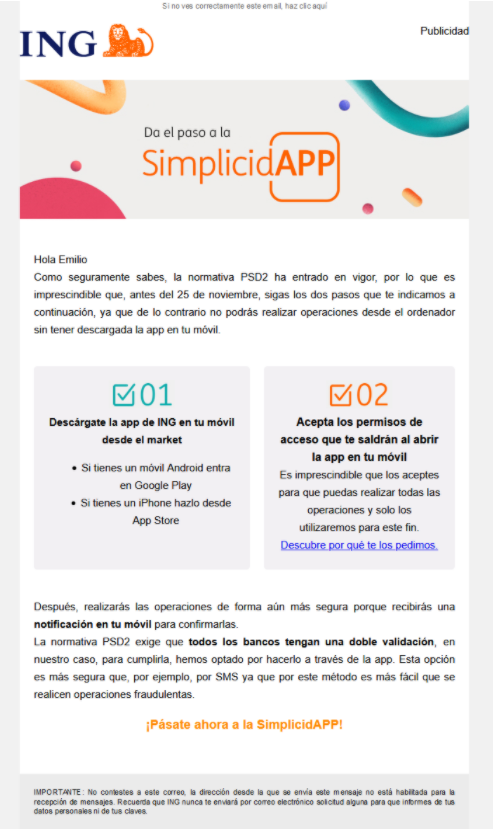 Si no ves correctamente este email, haz clic aquí
ING
Publicidad
Da el paso a la
SimplicidAPP
Hola Emilio
Como seguramente sabes, la normativa PSD2 ha entrado en vigor, por lo que es
imprescindible que, antes del 25 de noviembre, sigas los dos pasos que te indicamos a
continuación, ya que de lo contrario no podrás realizar operaciones desde el ordenador
sin tener descargada la app en tu móvil.
01
Descárgate la app de ING en tu móvil
desde el market
• Si tienes un móvil Android entra
en Google Play
• Si tienes un iPhone hazlo desde
App Store
02
Acepta los permisos de
acceso que te saldrán al abrir
la app en tu móvil
Es imprescindible que los aceptes
para que puedas realizar todas las
operaciones y solo los
utilizaremos para este fin.
Descubre por qué te los pedimos.
Después, realizarás las operaciones de forma aún más segura porque recibirás una
notificación en tu móvil para confirmarlas.
La normativa PSD2 exige que todos los bancos tengan una doble validación, en
nuestro caso, para cumplirla, hemos optado por hacerlo a través de la app. Esta opción
es más segura que, por ejemplo, por SMS ya que por este método es más fácil que se
realicen operaciones fraudulentas.
¡Pásate ahora a la SimplicidAPP!
IMPORTANTE: No contestes a este correo, la dirección desde la que se envía este mensaje no está habilitada para la
recepción de mensajes. Recuerda que ING nunca te enviará por correo electrónico solicitud alguna para que informes de tus
datos personales ni de tus claves.